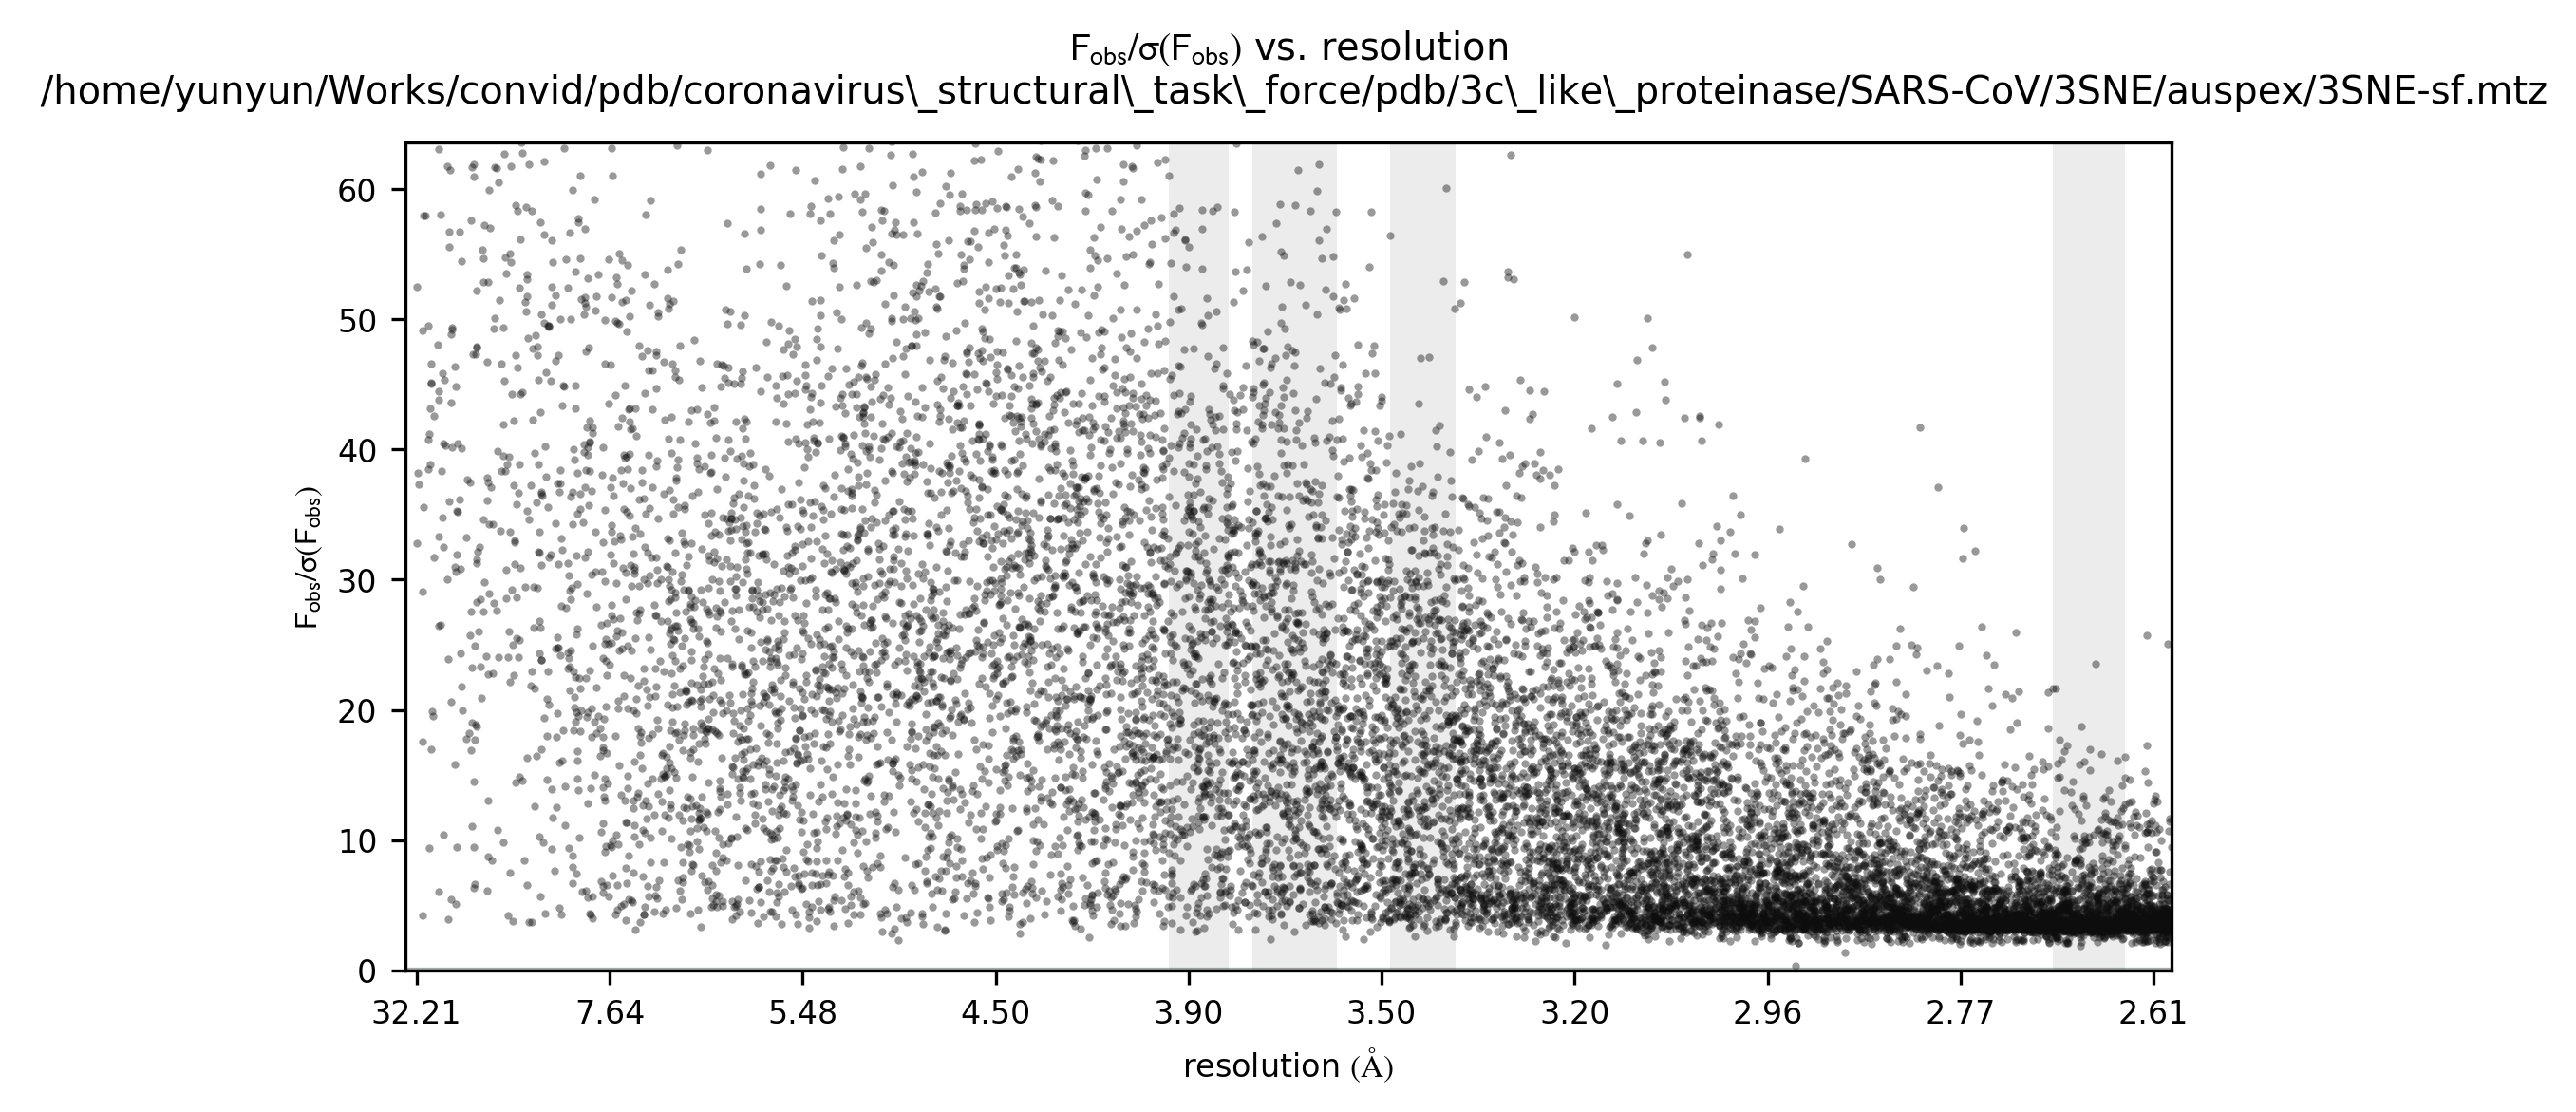 Fobs/σ(Fobs) vs. resolution
/home/yunyun/Works/convid/pdb/coronavirus\_structural\_task\_force/pdb/3c\_like\_proteinase/SARS-CoV/3SNE/auspex/3SNE-sf.mtz
Fobs/σ(Fobs)
60
50
40
30
20
10
0
32.21 7.64 5.48 4.50 3.90 3.50 3.20 2.96 2.77 2.61
resolution (Å)